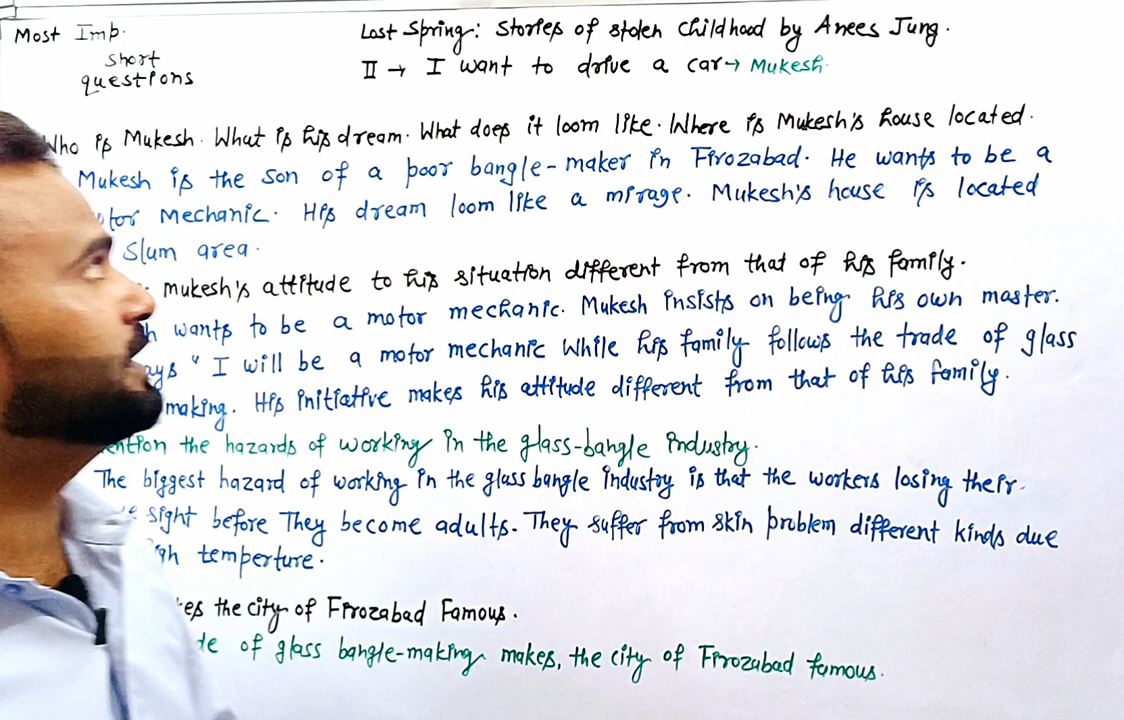 Most Imp.
short
questions
Lost Spring: Stories of stolen childhood by Anees Jung.
II → I want to drive a car → Mukesh.
Who is Mukesh. What is his dream. What does it loom like. Where is Mukesh's house located.
Mukesh is the son of a poor bangle-maker in Firozabad. He wants to be a
Mechanic. His dream loom like a mirage. Mukesh's house is located
Slum area.
mukesh's attitude to his situation different from that of his family.
wants to be a motor mechanic. Mukesh insists on being his own master.
" I will be a motor mechanic While his family follows the trade of glass
making. His initiative makes his attitude different from that of his family.
the hazards of working in the glass-bangle industry.
The biggest hazard of working in the glass bangle industry is that the workers losing their
sight before They become adults. They suffer from skin problem different kinds due
temperture.
the city of Firozabad Famous.
of glass bangle-making makes, the city of Firozabad famous.